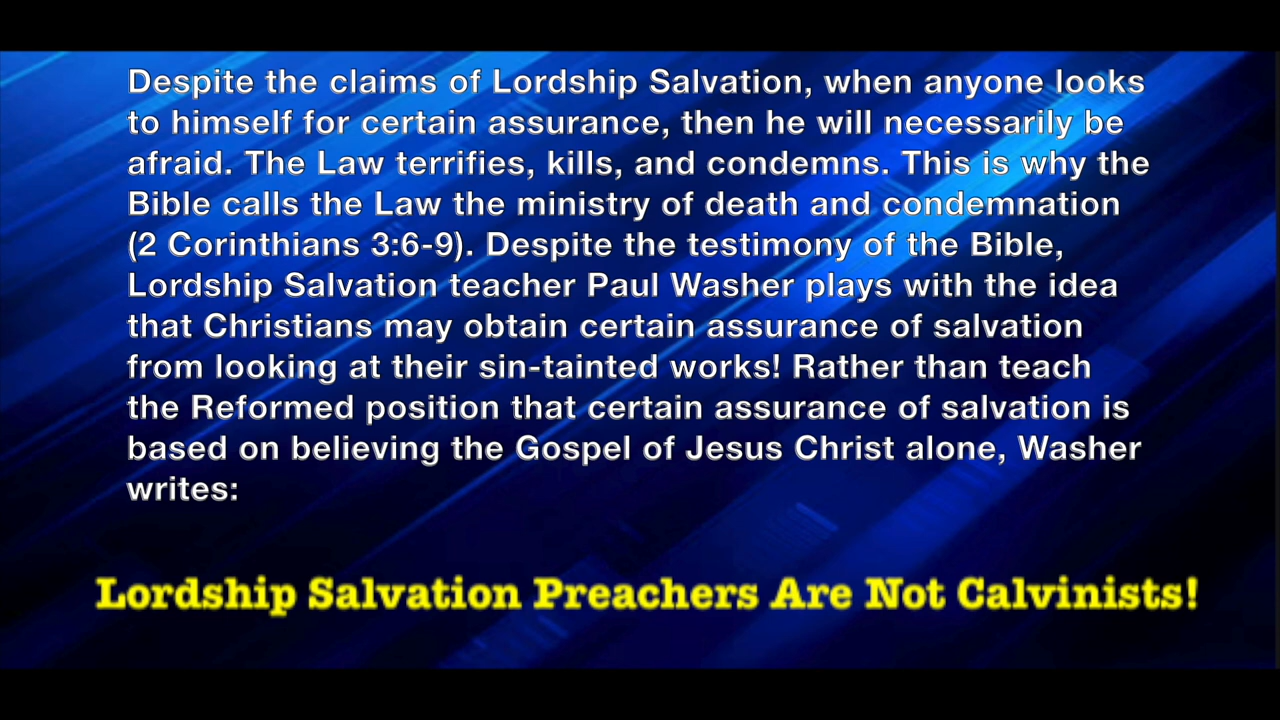 Despite the claims of Lordship Salvation, when anyone looks
to himself for certain assurance, then he will necessarily be
afraid. The Law terrifies, kills, and condemns. This is why the
Bible calls the Law the ministry of death and condemnation
(2 Corinthians 3:6-9). Despite the testimony of the Bible,
Lordship Salvation teacher Paul Washer plays with the idea
that Christians may obtain certain assurance of salvation
from looking at their sin-tainted works! Rather than teach
the Reformed position that certain assurance of salvation is
based on believing the Gospel of Jesus Christ alone, Washer
writes:
Lordship Salvation Preachers Are Not Calvinists!